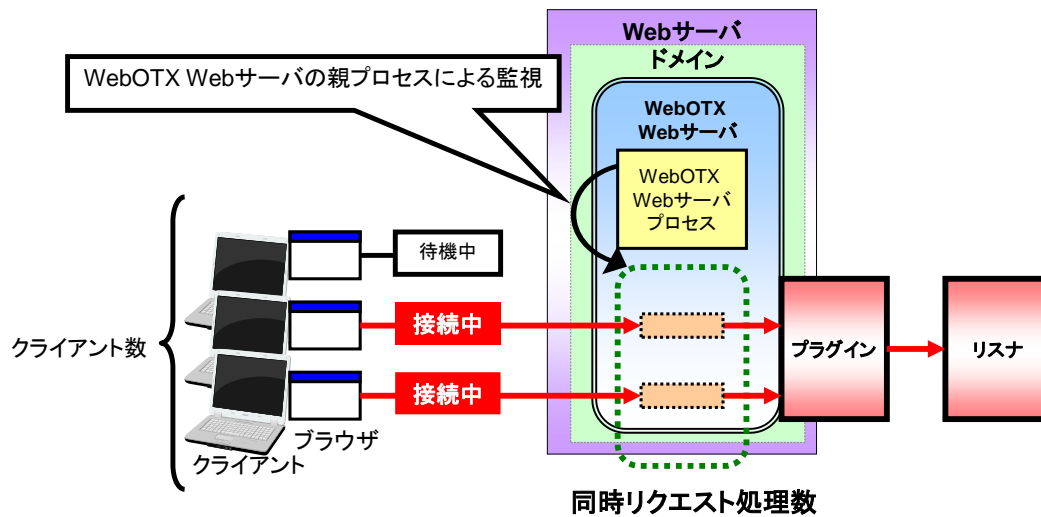 Webサーバ
ドメイン
WebOTX Webサーバの親プロセスによる監視
WebOTX
Webサーバ
WebOTX
Webサーバ
プロセス
待機中
接続中
接続中
クライアント数
プラグイン
リスナ
ブラウザ
クライアント
同時リクエスト処理数